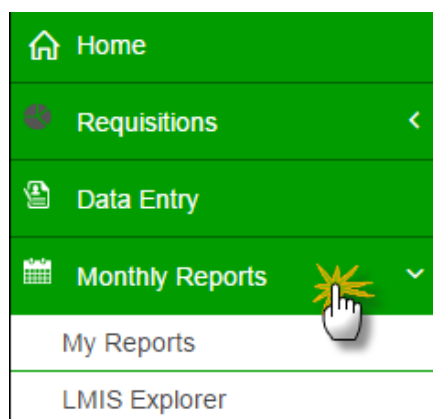 Home
Requisitions
Data Entry
Monthly Reports
My Reports
LMIS Explorer